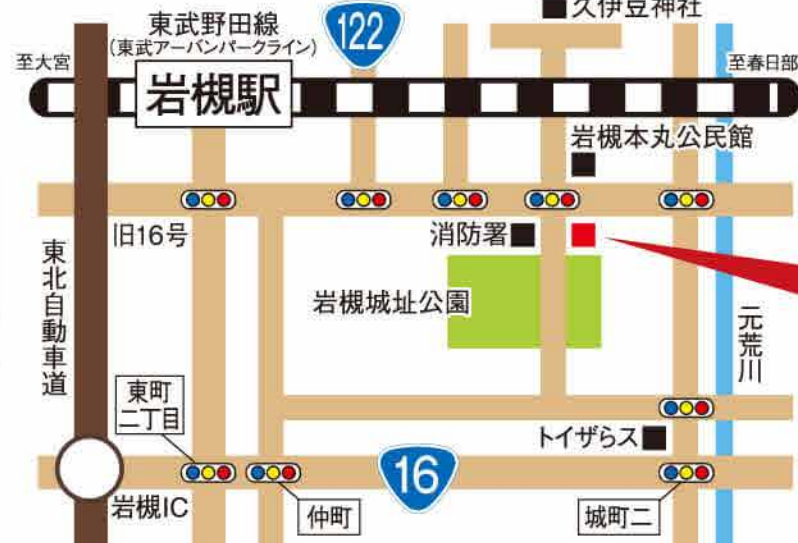 久伊豆神社
東武野田線
(東武アーバンパークライン)
122
至大宮
至春日部
岩槻駅
岩槻本丸公民館
旧16号
消防署
東北自動車道
岩槻城址公園
元荒川
東町
二丁目
トイザらス
16
岩槻IC
仲町
城町二